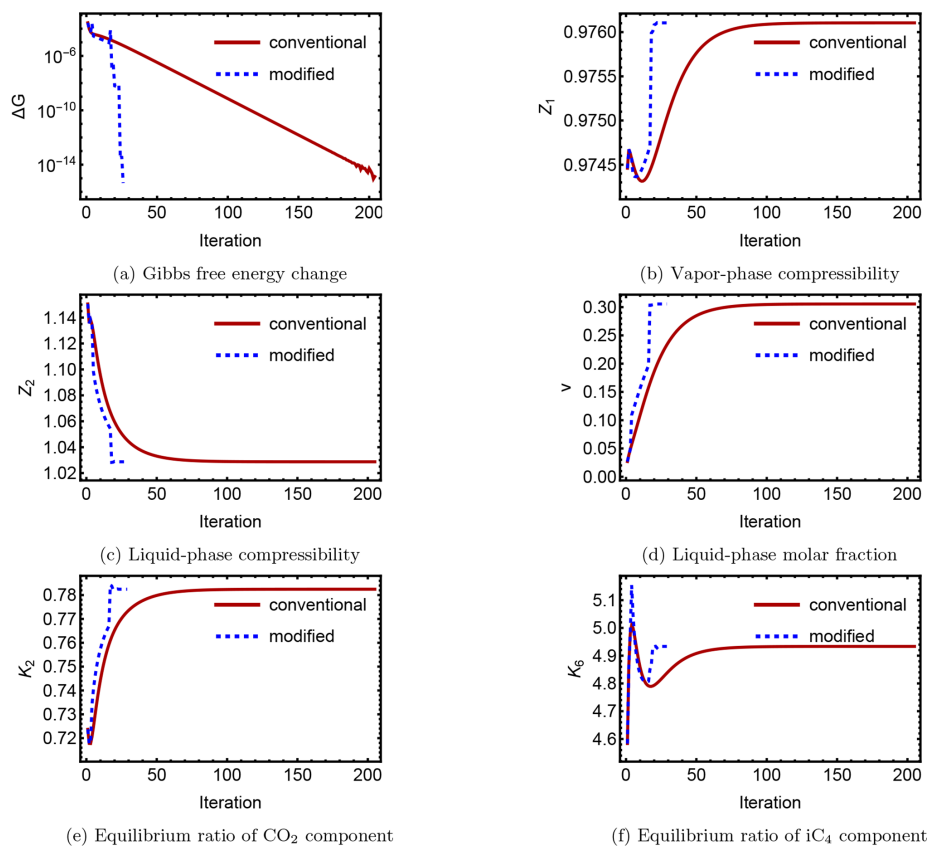 conventional
modified
10⁻⁶
10⁻¹⁰
10⁻¹⁴
ΔG
0 50 100 150 200
Iteration
(a) Gibbs free energy change
conventional
modified
0.9760
0.9755
0.9750
0.9745
Z₁
0 50 100 150 200
Iteration
(b) Vapor-phase compressibility
conventional
modified
1.14
1.12
1.10
1.08
1.06
1.04
1.02
Z₂
0 50 100 150 200
Iteration
(c) Liquid-phase compressibility
conventional
modified
0.30
0.25
0.20
0.15
0.10
0.05
0.00
v
0 50 100 150 200
Iteration
(d) Liquid-phase molar fraction
conventional
modified
0.78
0.77
0.76
0.75
0.74
0.73
0.72
K₂
0 50 100 150 200
Iteration
(e) Equilibrium ratio of CO₂ component
conventional
modified
5.1
5.0
4.9
4.8
4.7
4.6
K₆
0 50 100 150 200
Iteration
(f) Equilibrium ratio of iC₄ component